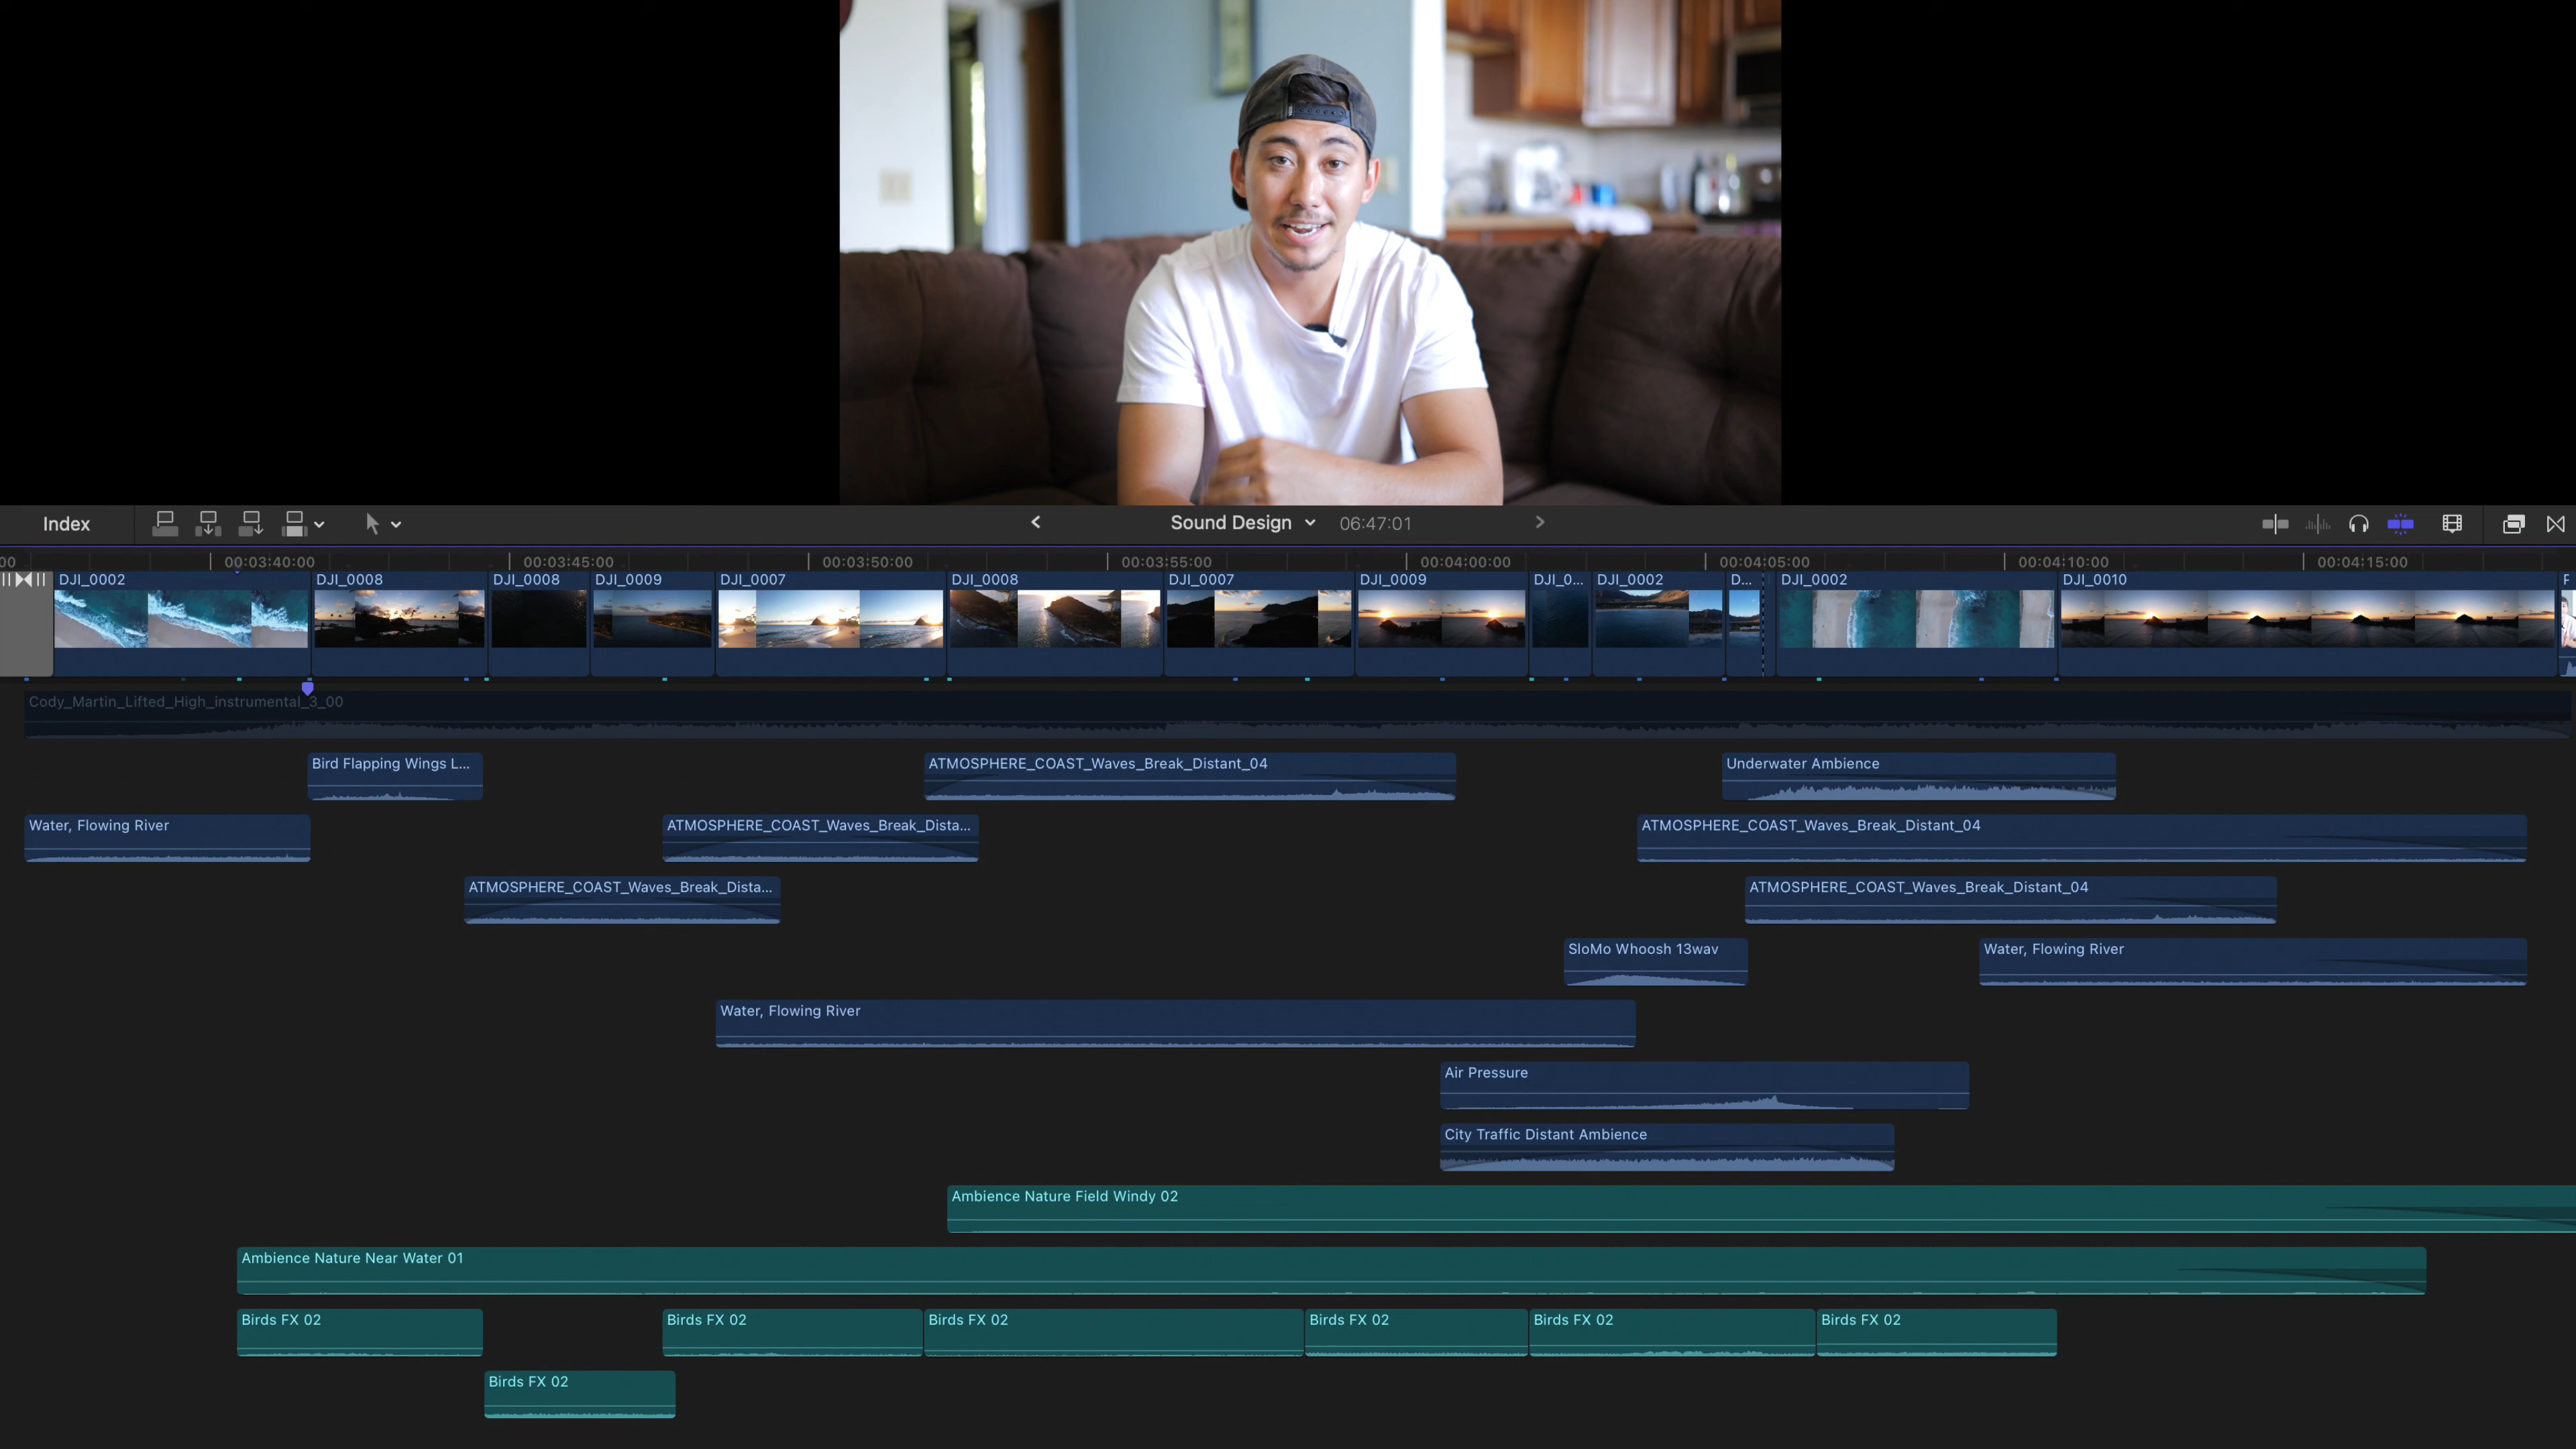 Index
Sound Design
06:47:01
00:03:40:00 00:03:45:00 00:03:50:00 00:03:55:00 00:04:00:00 00:04:05:00 00:04:10:00 00:04:15:00
DJI_0002 DJI_0008 DJI_0008 DJI_0009 DJI_0007 DJI_0008 DJI_0007 DJI_0009 DJI_0... DJI_0002 D... DJI_0002 DJI_0010
Cody_Martin_Lifted_High_instrumental_3_00
Bird Flapping Wings L... ATMOSPHERE_COAST_Waves_Break_Distant_04 Underwater Ambience
Water, Flowing River ATMOSPHERE_COAST_Waves_Break_Dista... ATMOSPHERE_COAST_Waves_Break_Distant_04
ATMOSPHERE_COAST_Waves_Break_Dista... ATMOSPHERE_COAST_Waves_Break_Distant_04
SloMo Whoosh 13wav Water, Flowing River
Water, Flowing River
Air Pressure
City Traffic Distant Ambience
Ambience Nature Field Windy 02
Ambience Nature Near Water 01
Birds FX 02 Birds FX 02 Birds FX 02 Birds FX 02 Birds FX 02 Birds FX 02
Birds FX 02